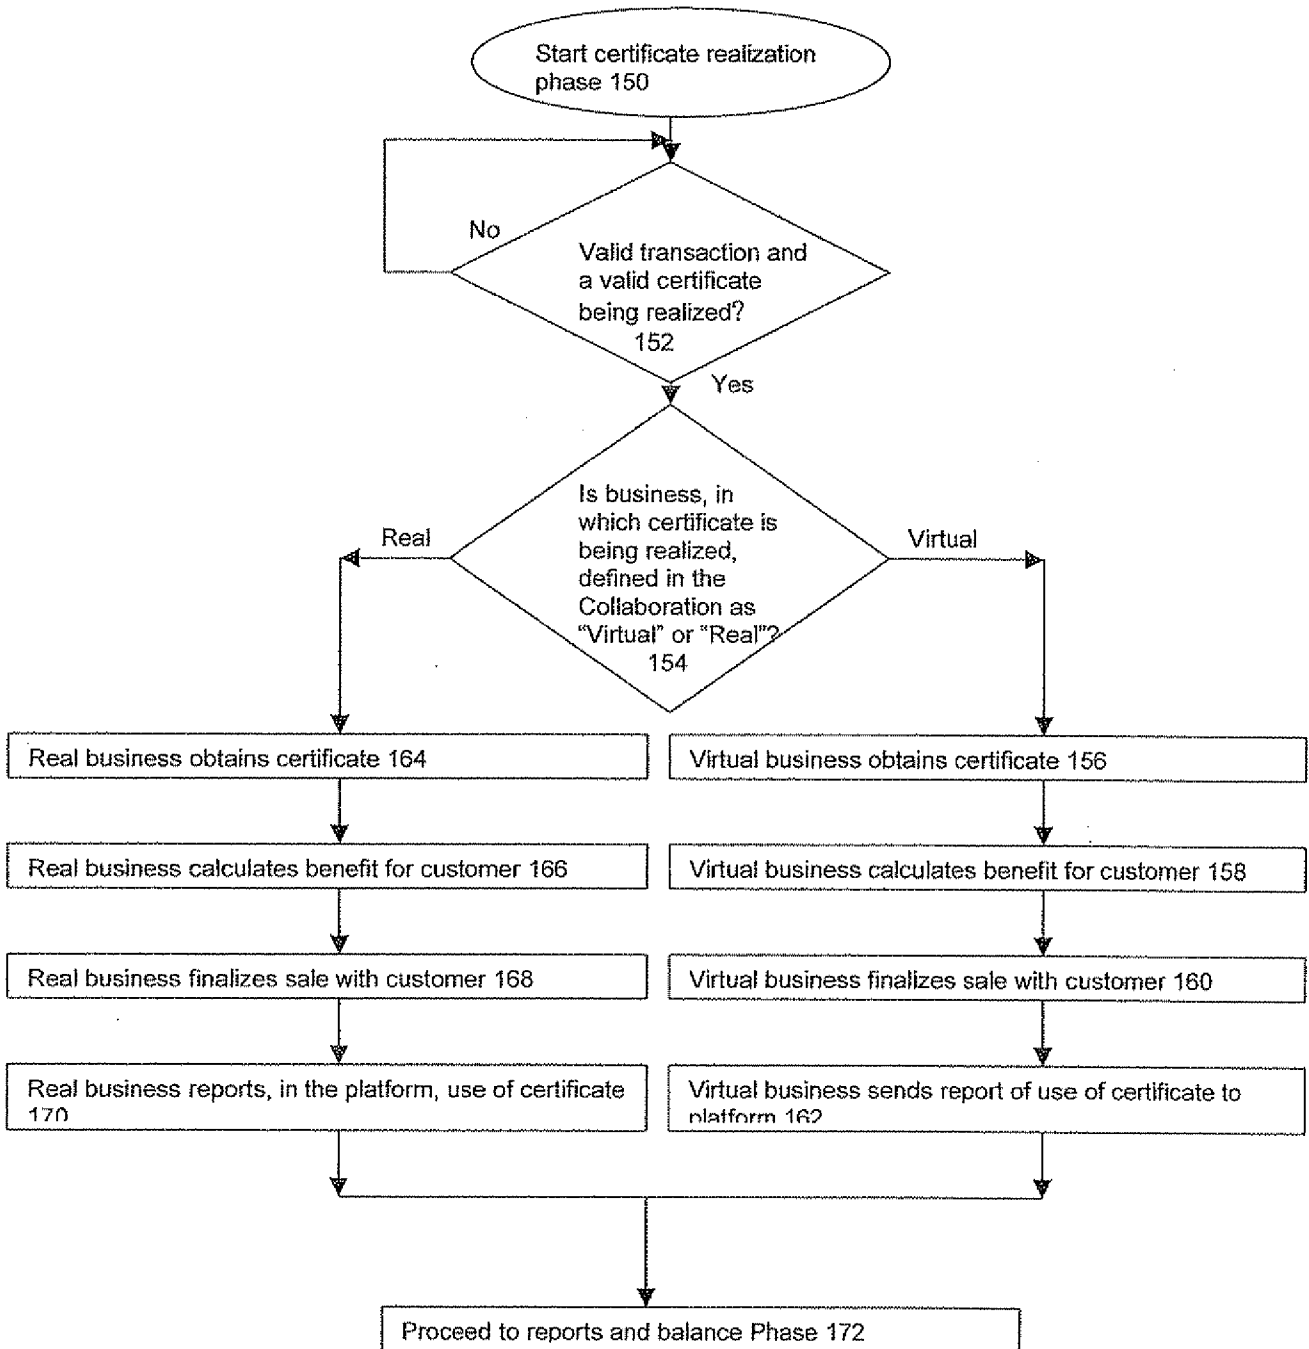 Start certificate realization
phase 150
No
Valid transaction and
a valid certificate
being realized?
152
Yes
Is business, in
which certificate is
being realized,
defined in the
Collaboration as
“Virtual” or “Real”?
154
Real
Virtual
Real business obtains certificate 164
Virtual business obtains certificate 156
Real business calculates benefit for customer 166
Virtual business calculates benefit for customer 158
Real business finalizes sale with customer 168
Virtual business finalizes sale with customer 160
Real business reports, in the platform, use of certificate
170
Virtual business sends report of use of certificate to
platform 162
Proceed to reports and balance Phase 172